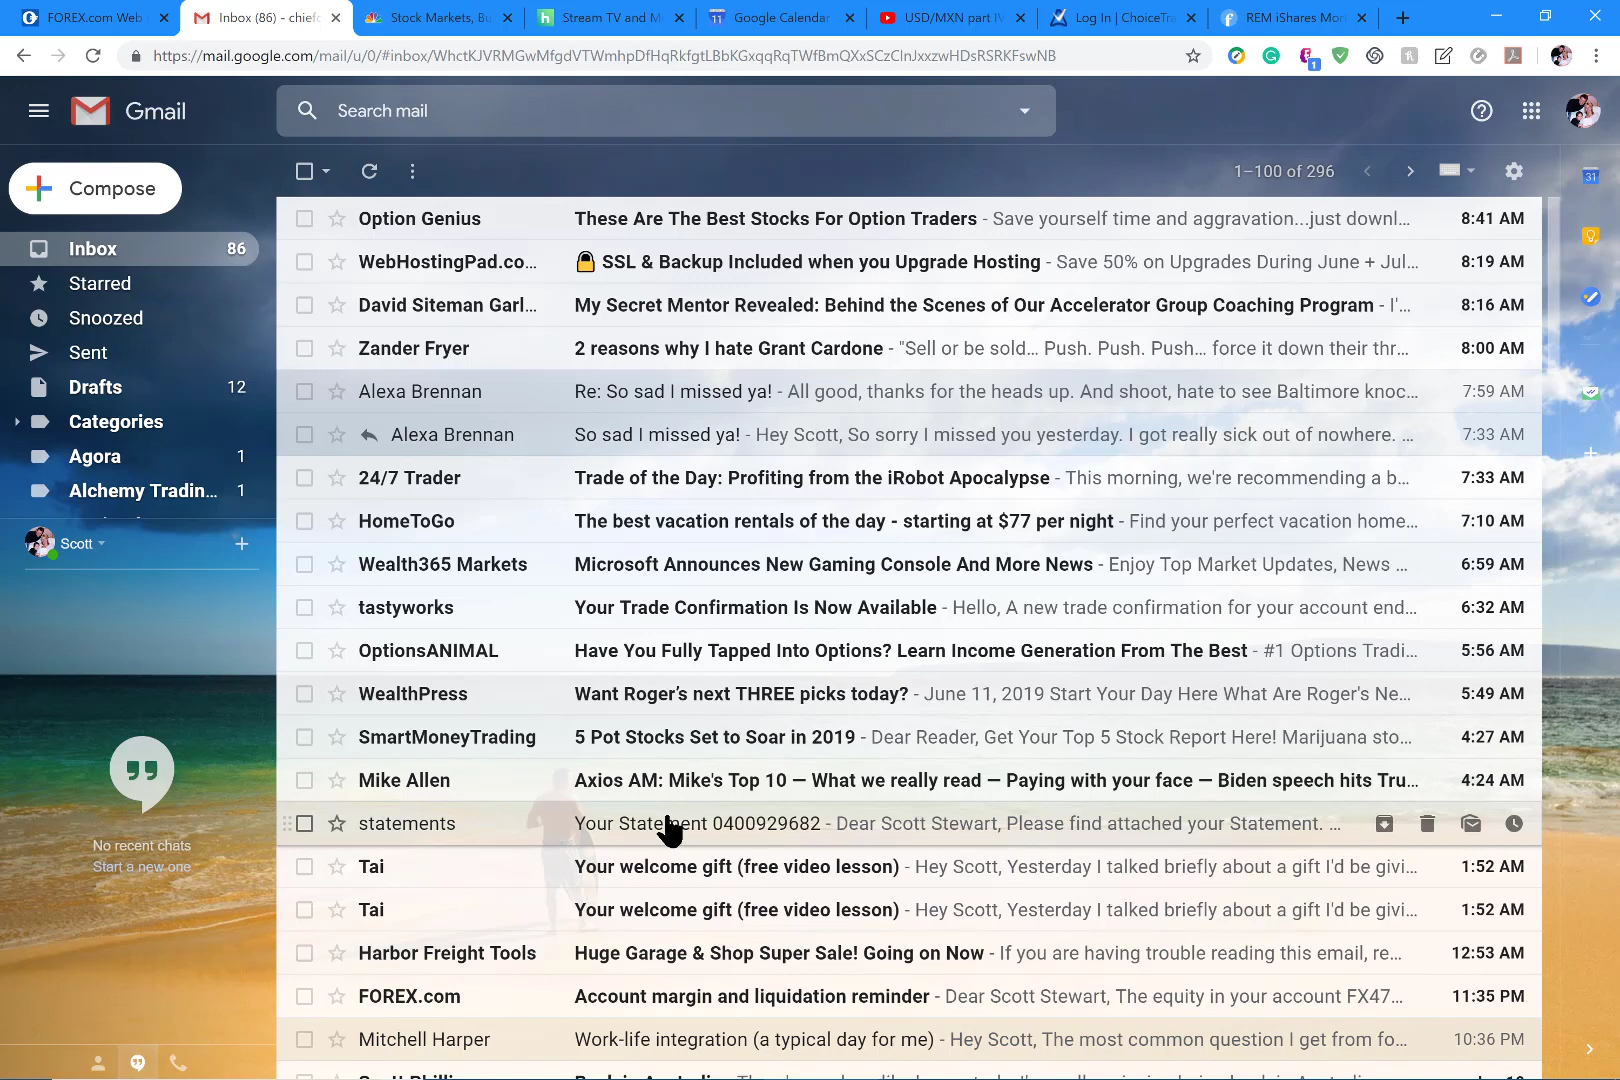 FOREX.com Web
Inbox (86) - chiefc
Stock Markets, Bu
Stream TV and M
Google Calendar
USD/MXN part IV
Log In | ChoiceTra
REM iShares Mor
https://mail.google.com/mail/u/0/#inbox/WhctKJVRMGwMfgdVTWmhpDfHqRkfgtLBbKGxqqRqTWfBmQXxSCzClnJxxzwHDsRSRKFswNB
Gmail
Search mail
Compose
1–100 of 296
Inbox 86
Starred
Snoozed
Sent
Drafts 12
Categories
Agora 1
Alchemy Tradin... 1
Scott
No recent chats
Start a new one
Option Genius These Are The Best Stocks For Option Traders - Save yourself time and aggravation...just downl... 8:41 AM
WebHostingPad.co... SSL & Backup Included when you Upgrade Hosting - Save 50% on Upgrades During June + Jul... 8:19 AM
David Siteman Garl... My Secret Mentor Revealed: Behind the Scenes of Our Accelerator Group Coaching Program - I'... 8:16 AM
Zander Fryer 2 reasons why I hate Grant Cardone - "Sell or be sold... Push. Push. Push... force it down their thr... 8:00 AM
Alexa Brennan Re: So sad I missed ya! - All good, thanks for the heads up. And shoot, hate to see Baltimore knoc... 7:59 AM
Alexa Brennan So sad I missed ya! - Hey Scott, So sorry I missed you yesterday. I got really sick out of nowhere. ... 7:33 AM
24/7 Trader Trade of the Day: Profiting from the iRobot Apocalypse - This morning, we're recommending a b... 7:33 AM
HomeToGo The best vacation rentals of the day - starting at $77 per night - Find your perfect vacation home... 7:10 AM
Wealth365 Markets Microsoft Announces New Gaming Console And More News - Enjoy Top Market Updates, News ... 6:59 AM
tastyworks Your Trade Confirmation Is Now Available - Hello, A new trade confirmation for your account end... 6:32 AM
OptionsANIMAL Have You Fully Tapped Into Options? Learn Income Generation From The Best - #1 Options Tradi... 5:56 AM
WealthPress Want Roger's next THREE picks today? - June 11, 2019 Start Your Day Here What Are Roger's Ne... 5:49 AM
SmartMoneyTrading 5 Pot Stocks Set to Soar in 2019 - Dear Reader, Get Your Top 5 Stock Report Here! Marijuana sto... 4:27 AM
Mike Allen Axios AM: Mike's Top 10 — What we really read — Paying with your face — Biden speech hits Tru... 4:24 AM
statements Your Statement 0400929682 - Dear Scott Stewart, Please find attached your Statement. ...
Tai Your welcome gift (free video lesson) - Hey Scott, Yesterday I talked briefly about a gift I'd be givi... 1:52 AM
Tai Your welcome gift (free video lesson) - Hey Scott, Yesterday I talked briefly about a gift I'd be givi... 1:52 AM
Harbor Freight Tools Huge Garage & Shop Super Sale! Going on Now - If you are having trouble reading this email, re... 12:53 AM
FOREX.com Account margin and liquidation reminder - Dear Scott Stewart, The equity in your account FX47... 11:35 PM
Mitchell Harper Work-life integration (a typical day for me) - Hey Scott, The most common question I get from fo... 10:36 PM